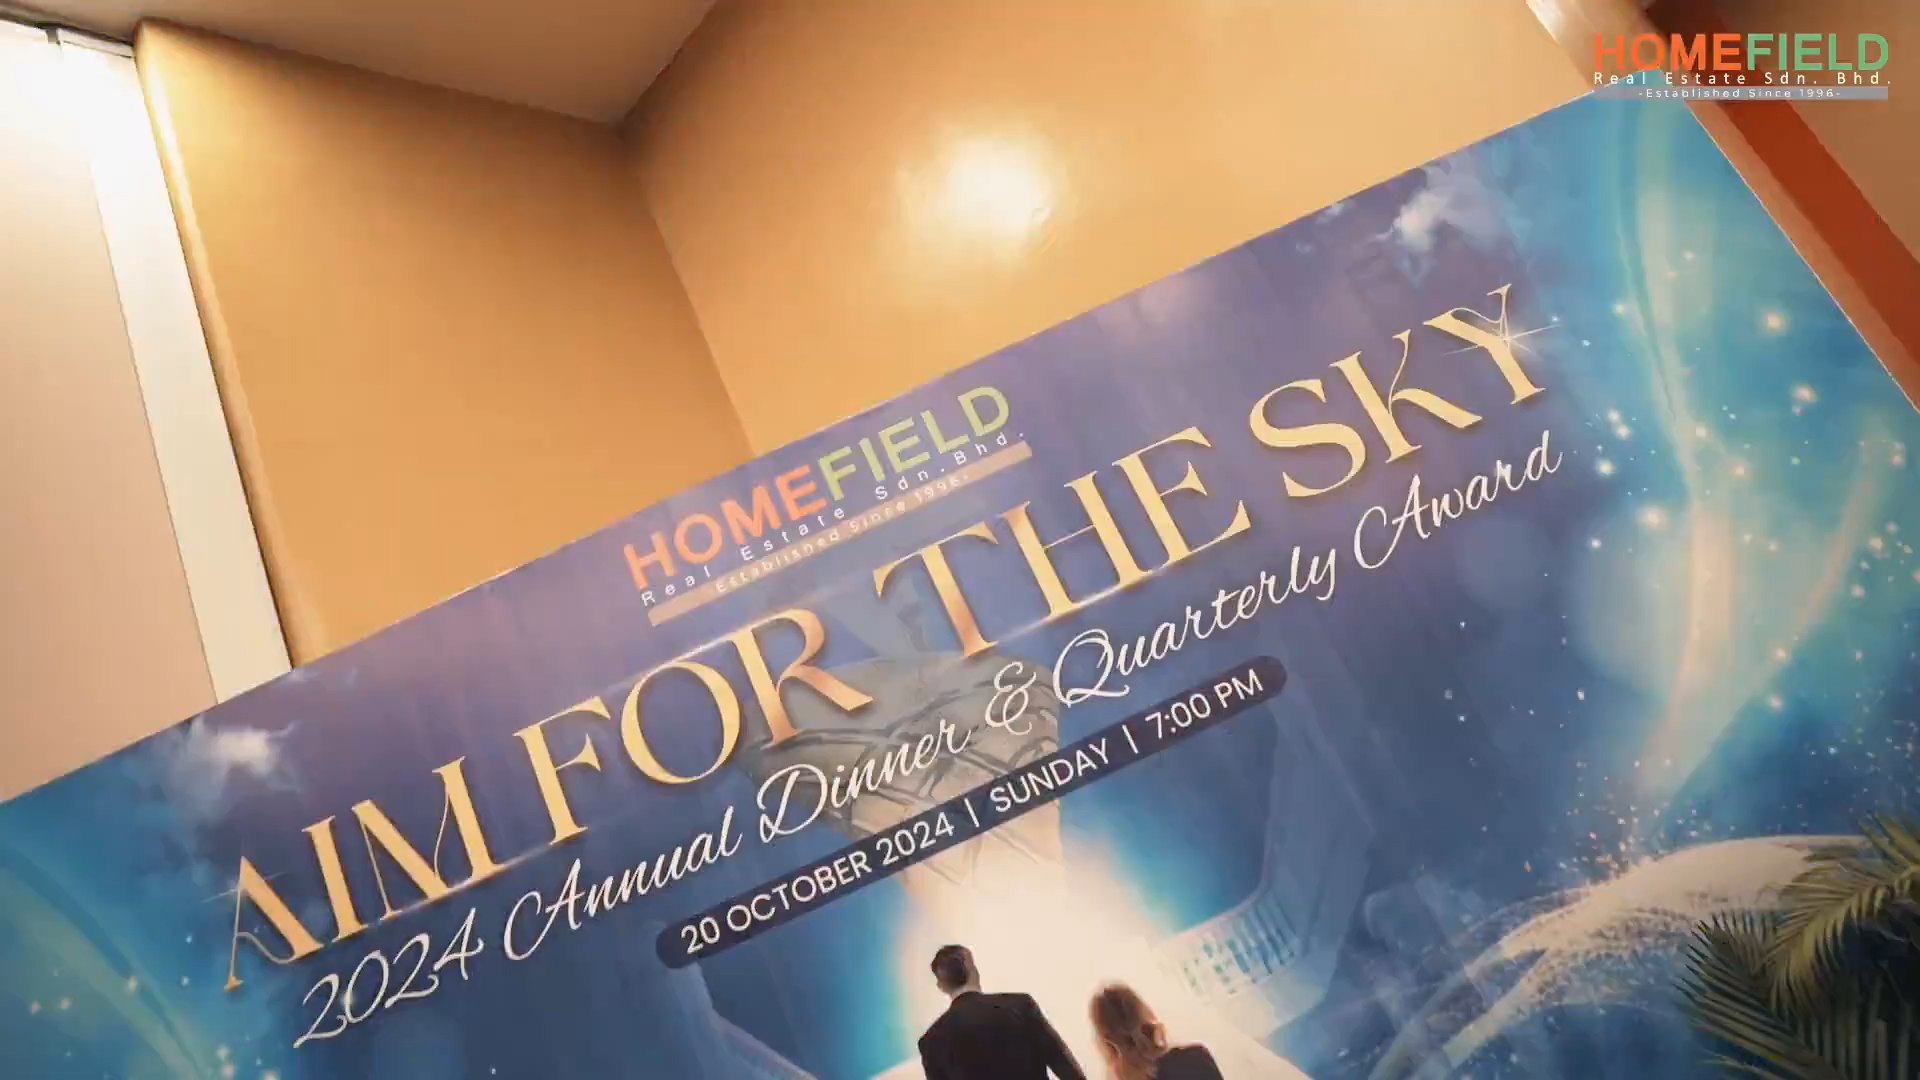 HOMEFIELD
Real Estate Sdn. Bhd.
-Established Since 1996-
HOMEFIELD
Real Estate Sdn. Bhd.
-Established Since 1996-
AIM FOR THE SKY
2024 Annual Dinner & Quarterly Award
20 OCTOBER 2024 | SUNDAY | 7:00 PM